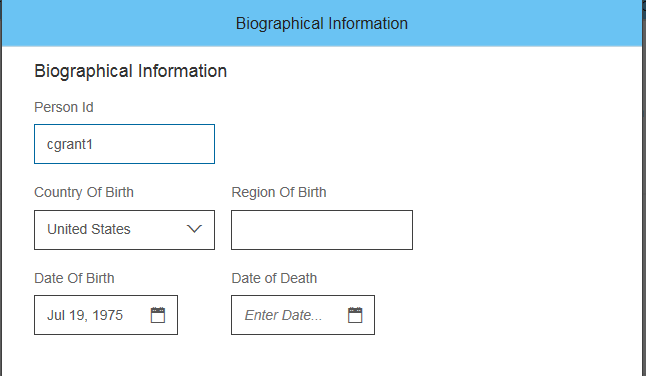 Biographical Information
Biographical Information
Person Id
cgrant1
Country Of Birth Region Of Birth
United States
Date Of Birth Date of Death
Jul 19, 1975 Enter Date...